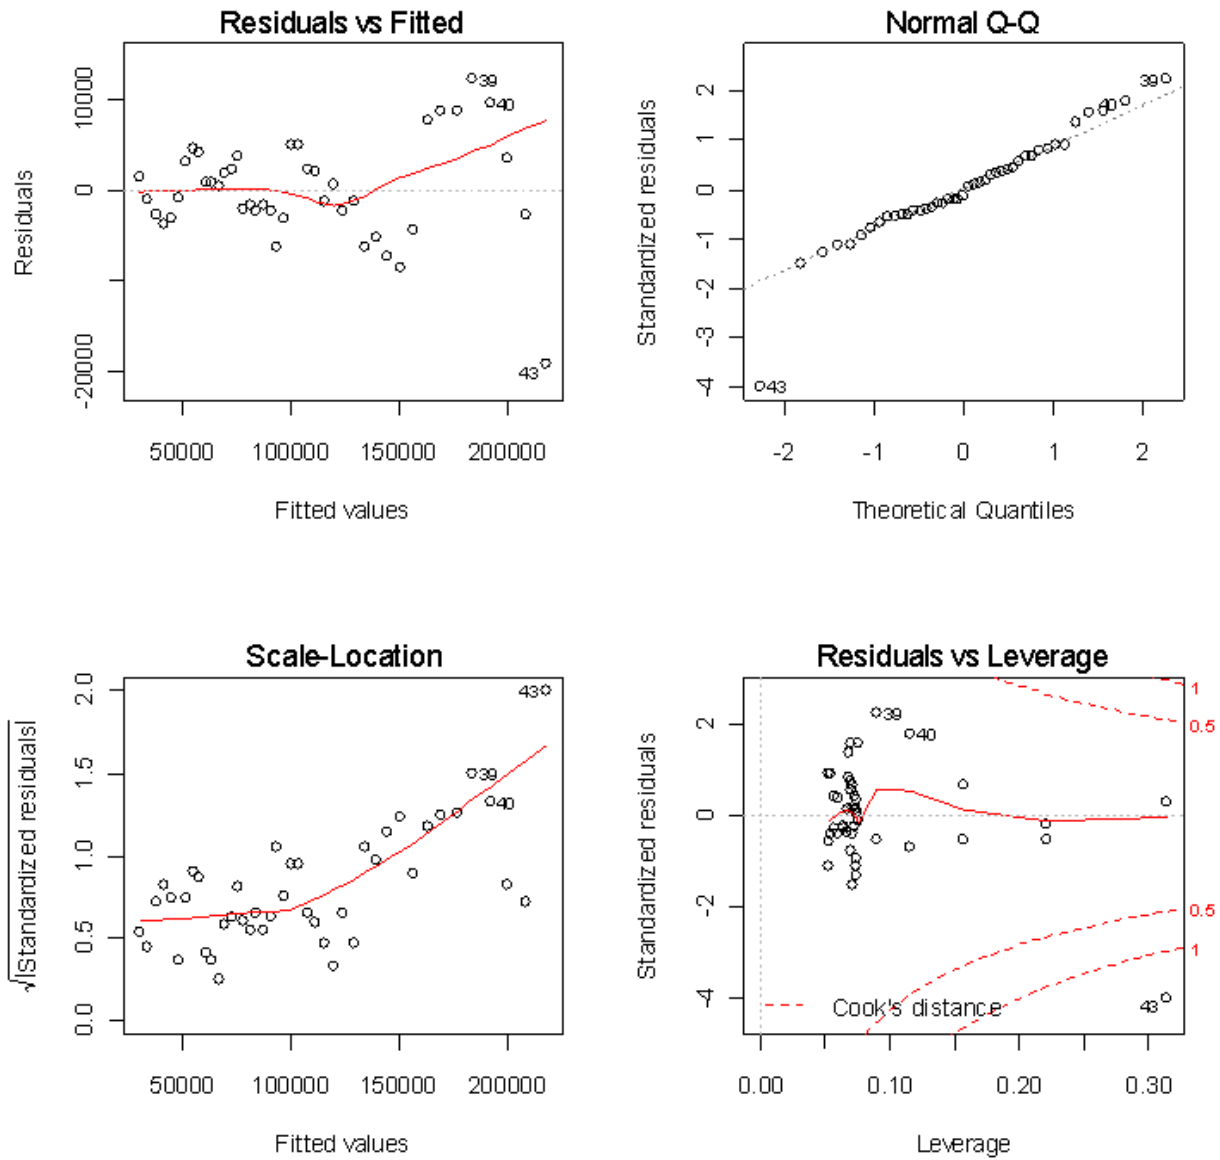 Residuals vs Fitted
Residuals
10000
0
-20000
39
40
43
50000 100000 150000 200000
Fitted values
Normal Q-Q
Standardized residuals
2
1
0
-1
-2
-3
-4
39
40
43
-2 -1 0 1 2
Theoretical Quantiles
Scale-Location
√|Standardized residuals|
2.0
1.5
1.0
0.5
0.0
43
39
40
50000 100000 150000 200000
Fitted values
Residuals vs Leverage
Standardized residuals
2
0
-2
-4
39
40
43
1
0.5
0.5
1
Cook's distance
0.00 0.10 0.20 0.30
Leverage